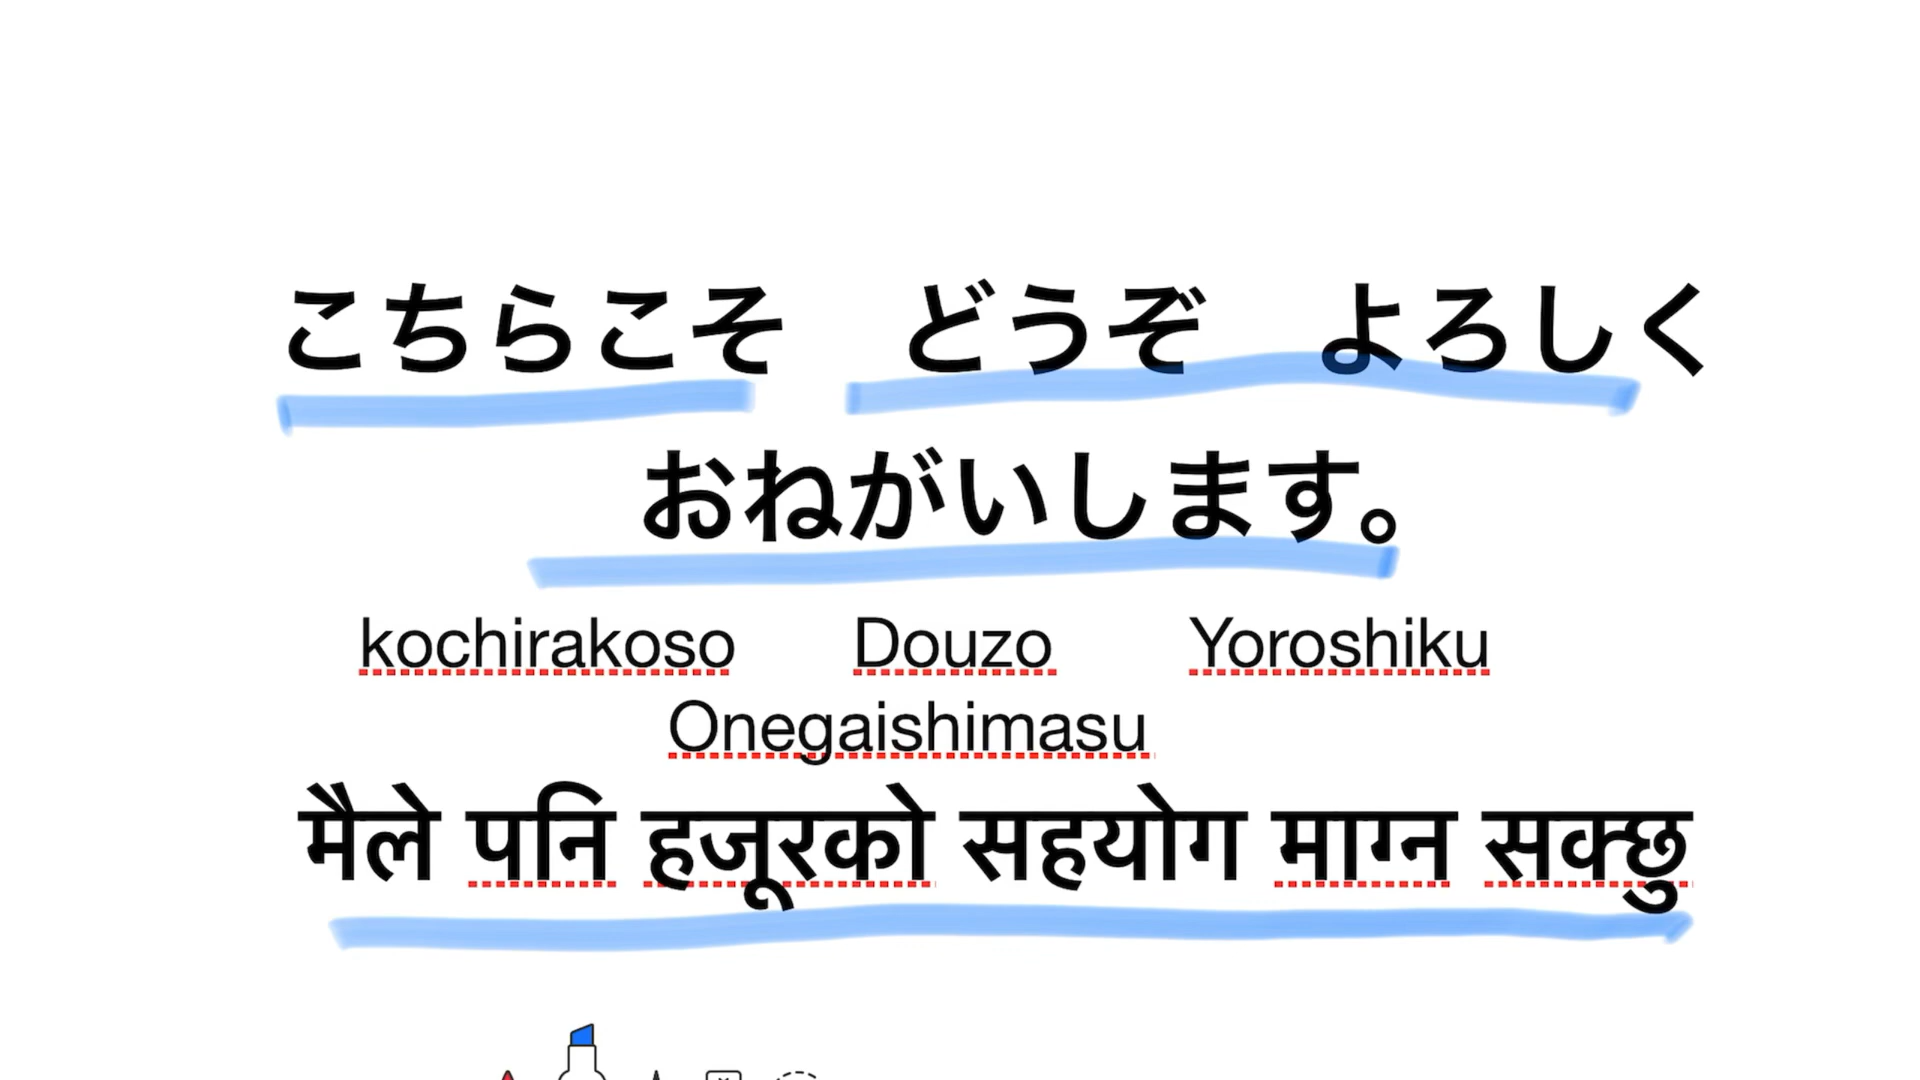 こちらこそ どうぞ よろしく
おねがいします。
kochirakoso Douzo Yoroshiku
Onegaishimasu
मैले पनि हजूरको सहयोग माग्न सक्छु